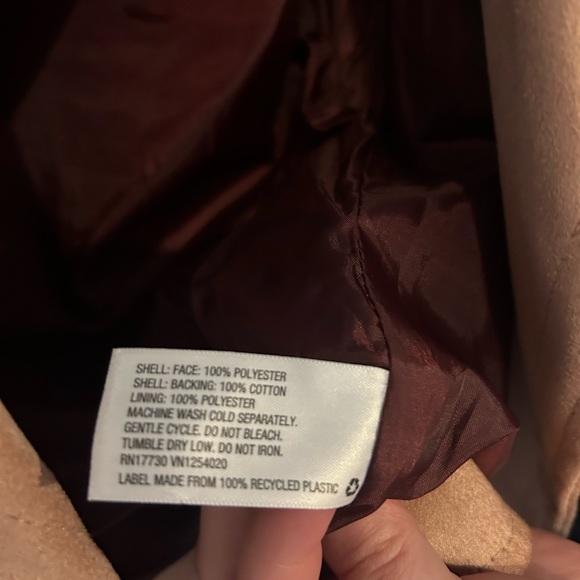 SHELL: FACE: 100% POLYESTER
SHELL: BACKING: 100% COTTON
LINING: 100% POLYESTER
MACHINE WASH COLD SEPARATELY.
GENTLE CYCLE. DO NOT BLEACH.
TUMBLE DRY LOW. DO NOT IRON.
RN17730 VN1254020
LABEL MADE FROM 100% RECYCLED PLASTIC